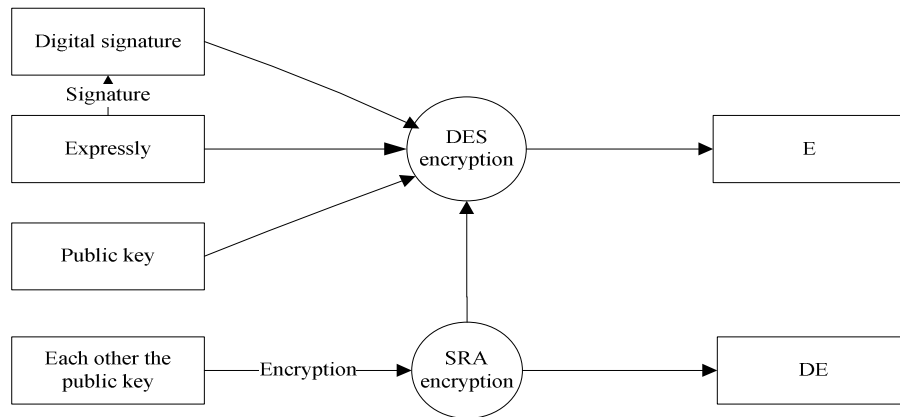 Digital signature
Signature
Expressly
DES
encryption
E
Public key
Each other the
public key
Encryption
SRA
encryption
DE